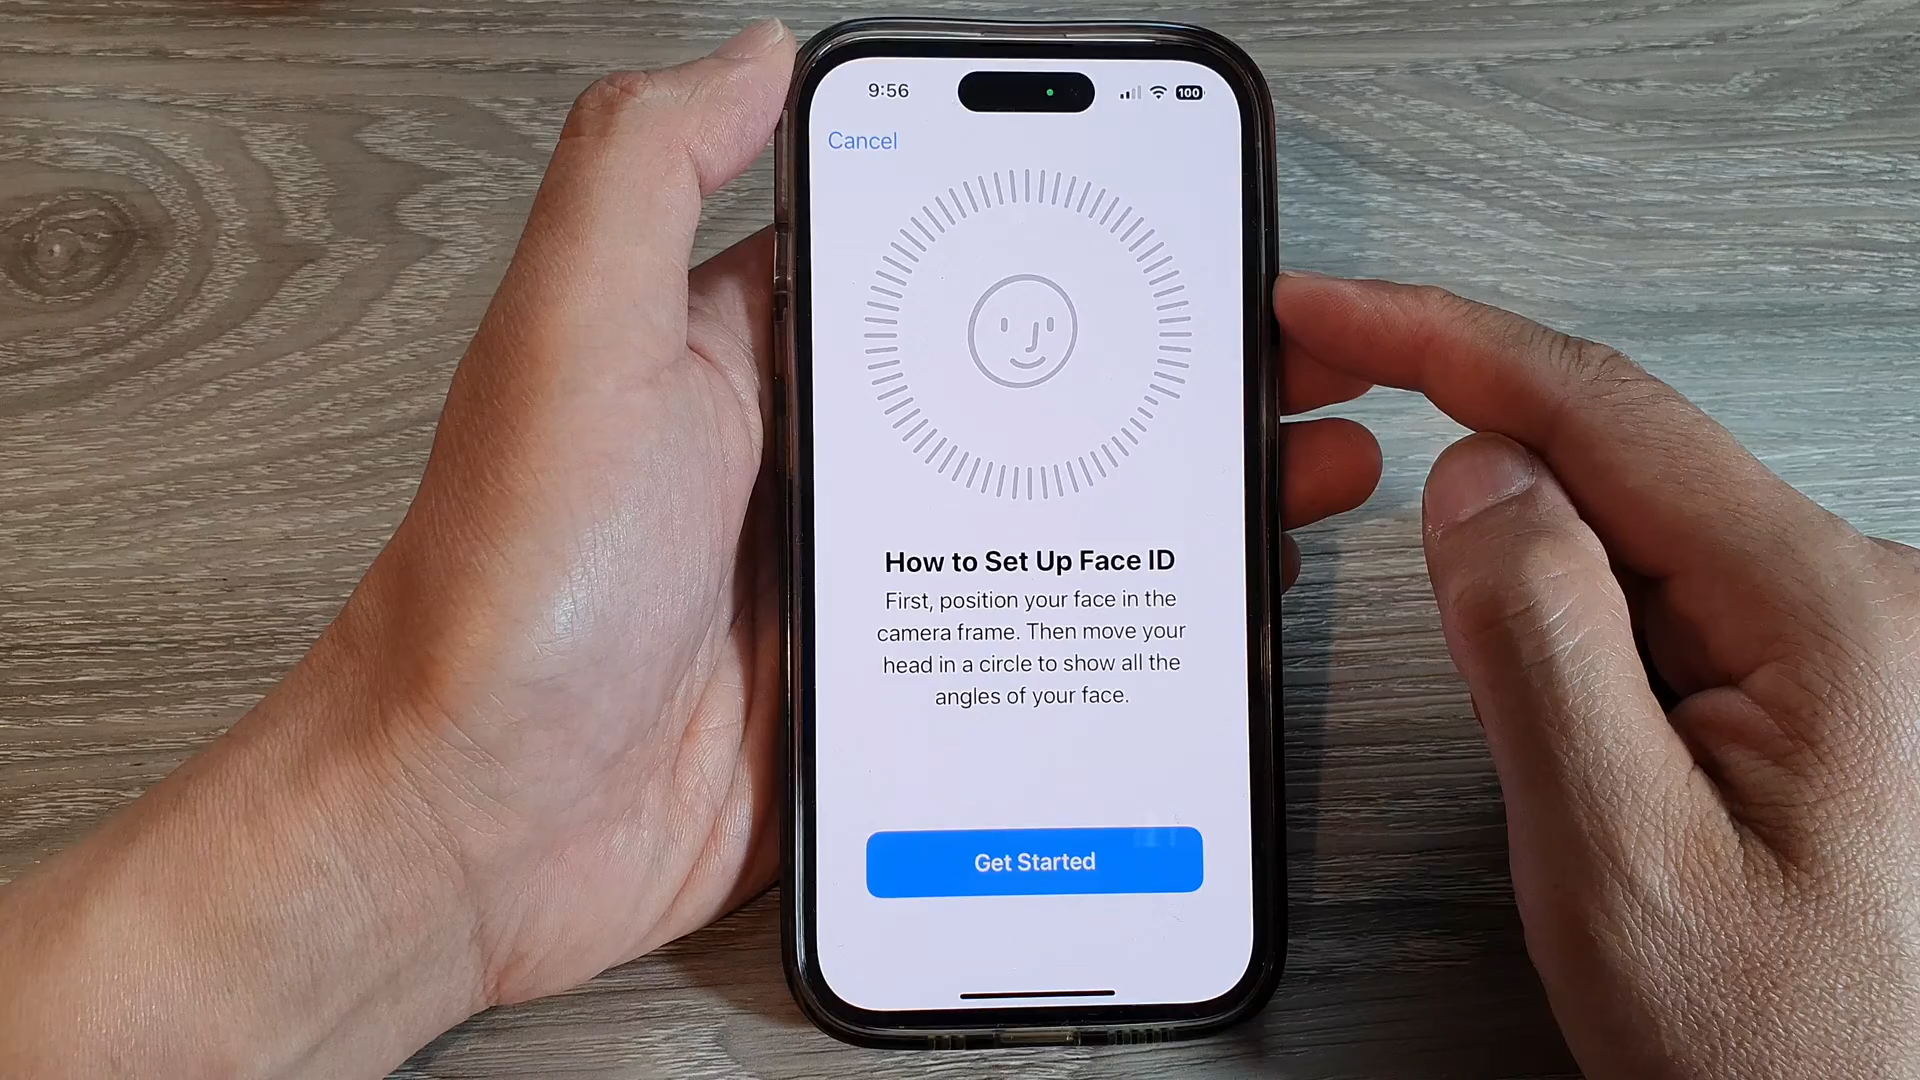 9:56
100
Cancel
How to Set Up Face ID
First, position your face in the
camera frame. Then move your
head in a circle to show all the
angles of your face.
Get Started